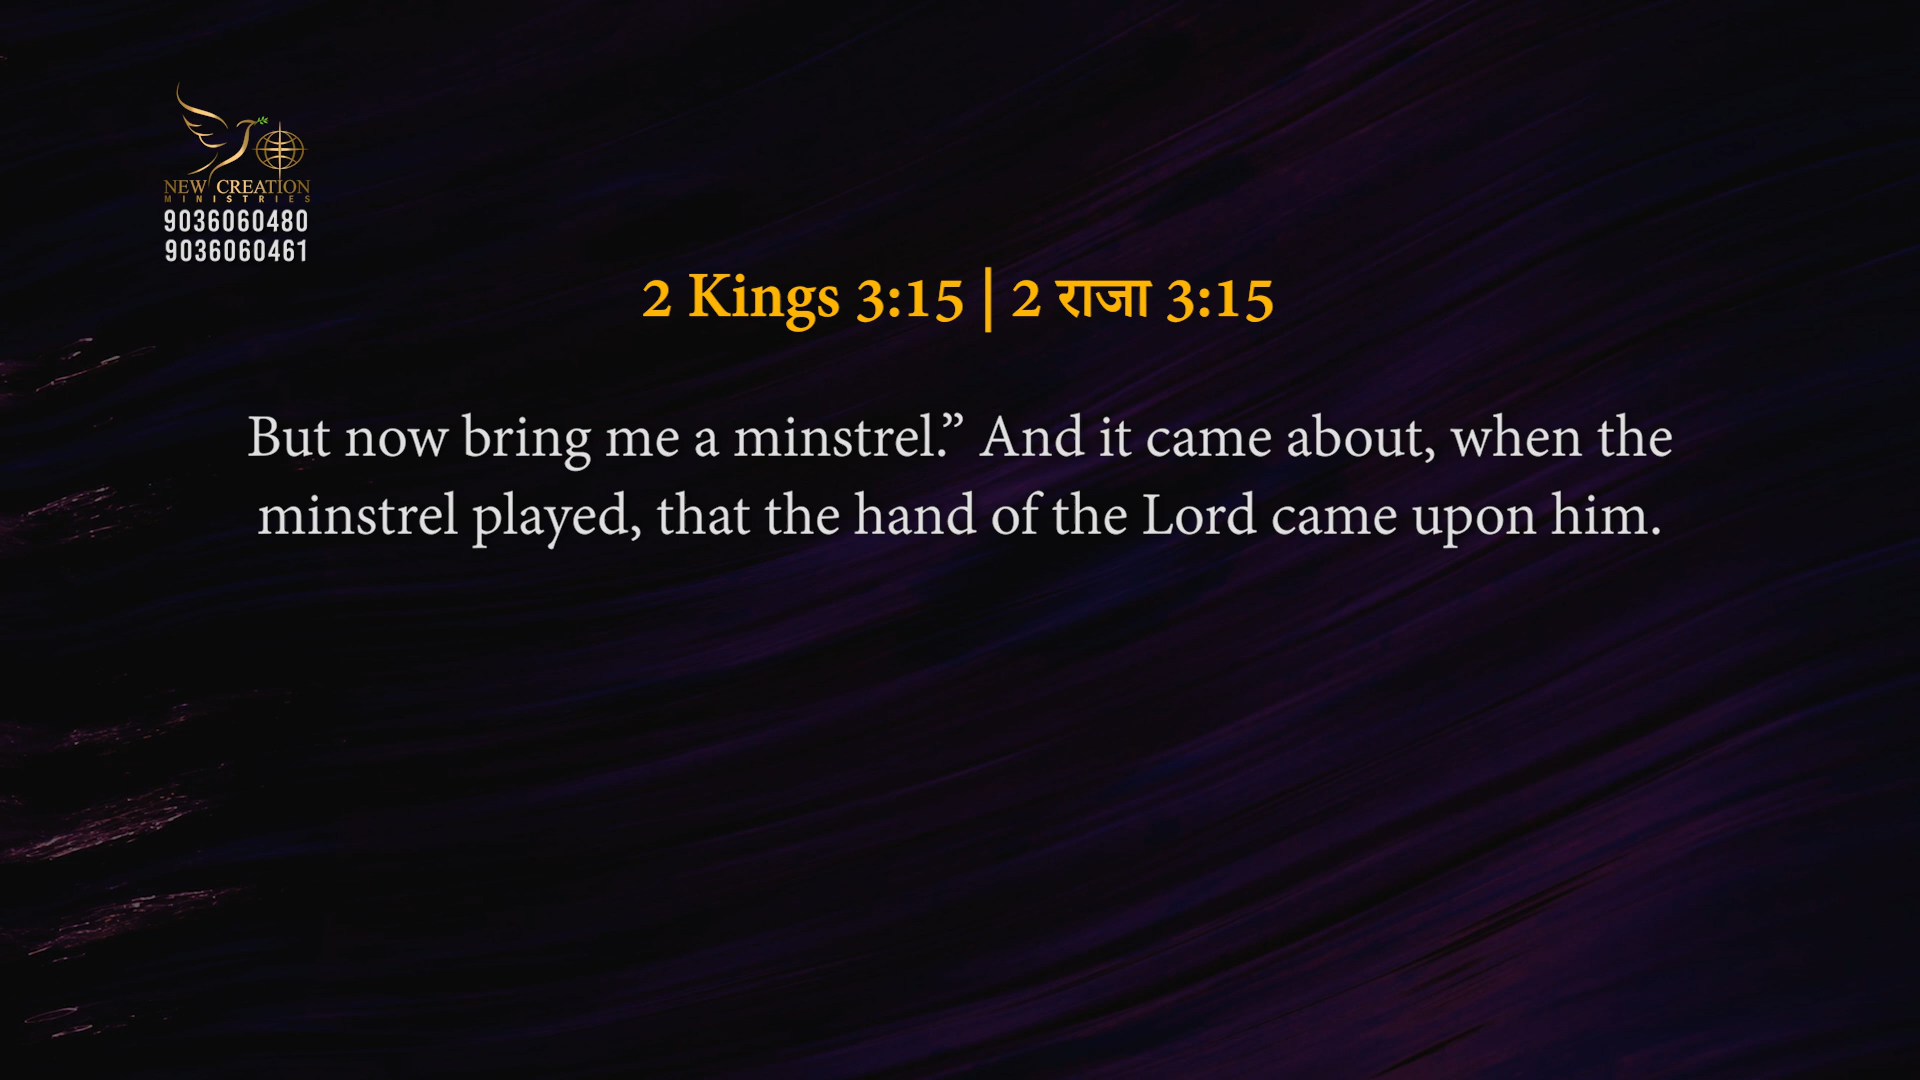 NEW CREATION
MINISTRIES
9036060480
9036060461
2 Kings 3:15 | 2 राजा 3:15
But now bring me a minstrel.” And it came about, when the
minstrel played, that the hand of the Lord came upon him.